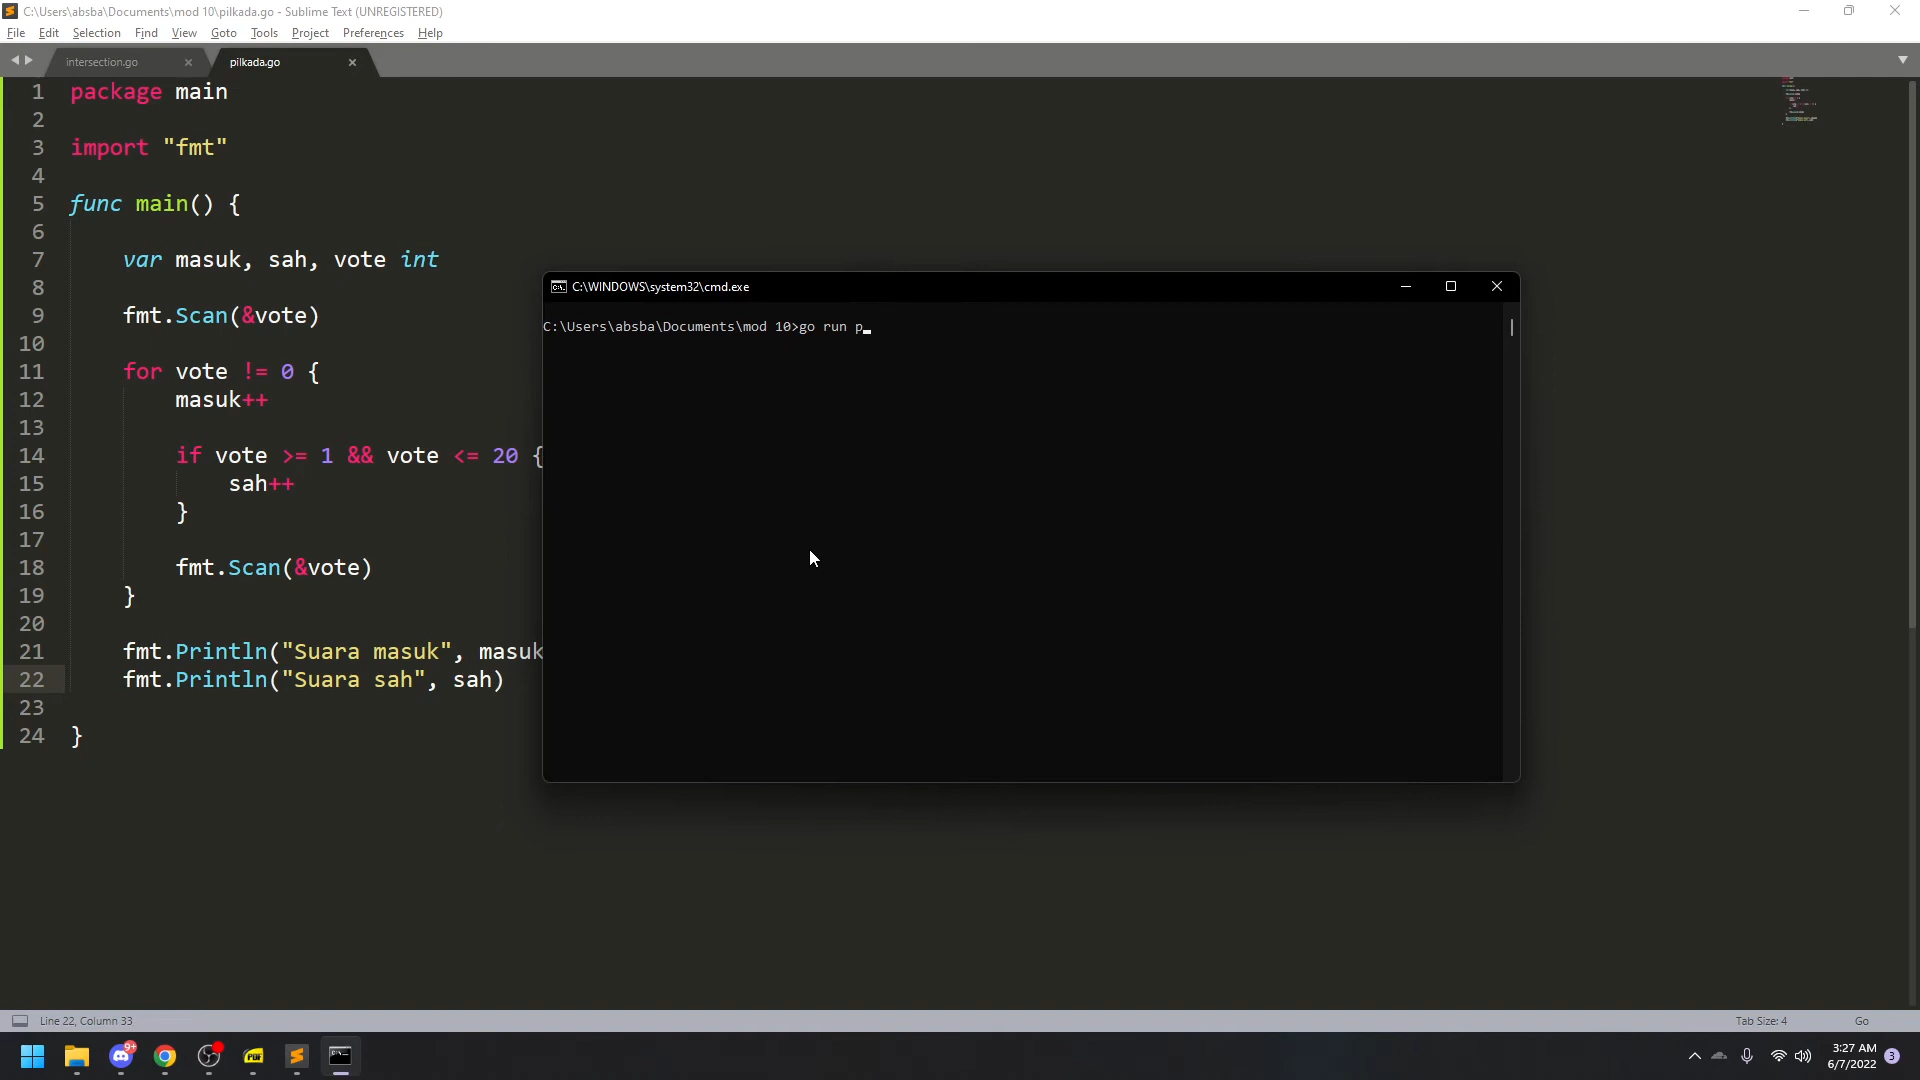 C:\Users\absba\Documents\mod 10\pilkada.go - Sublime Text (UNREGISTERED)
File Edit Selection Find View Goto Tools Project Preferences Help
intersection.go pilkada.go
1 package main
2
3 import "fmt"
4
5 func main() {
6
7 var masuk, sah, vote int
8
9 fmt.Scan(&vote)
10
11 for vote != 0 {
12 masuk++
13
14 if vote >= 1 && vote <= 20 {
15 sah++
16 }
17
18 fmt.Scan(&vote)
19 }
20
21 fmt.Println("Suara masuk", masuk
22 fmt.Println("Suara sah", sah)
23
24 }
C:\WINDOWS\system32\cmd.exe
C:\Users\absba\Documents\mod 10>go run p_
Line 22, Column 33 Tab Size: 4 Go
9+
PDF
3:27 AM
6/7/2022
3